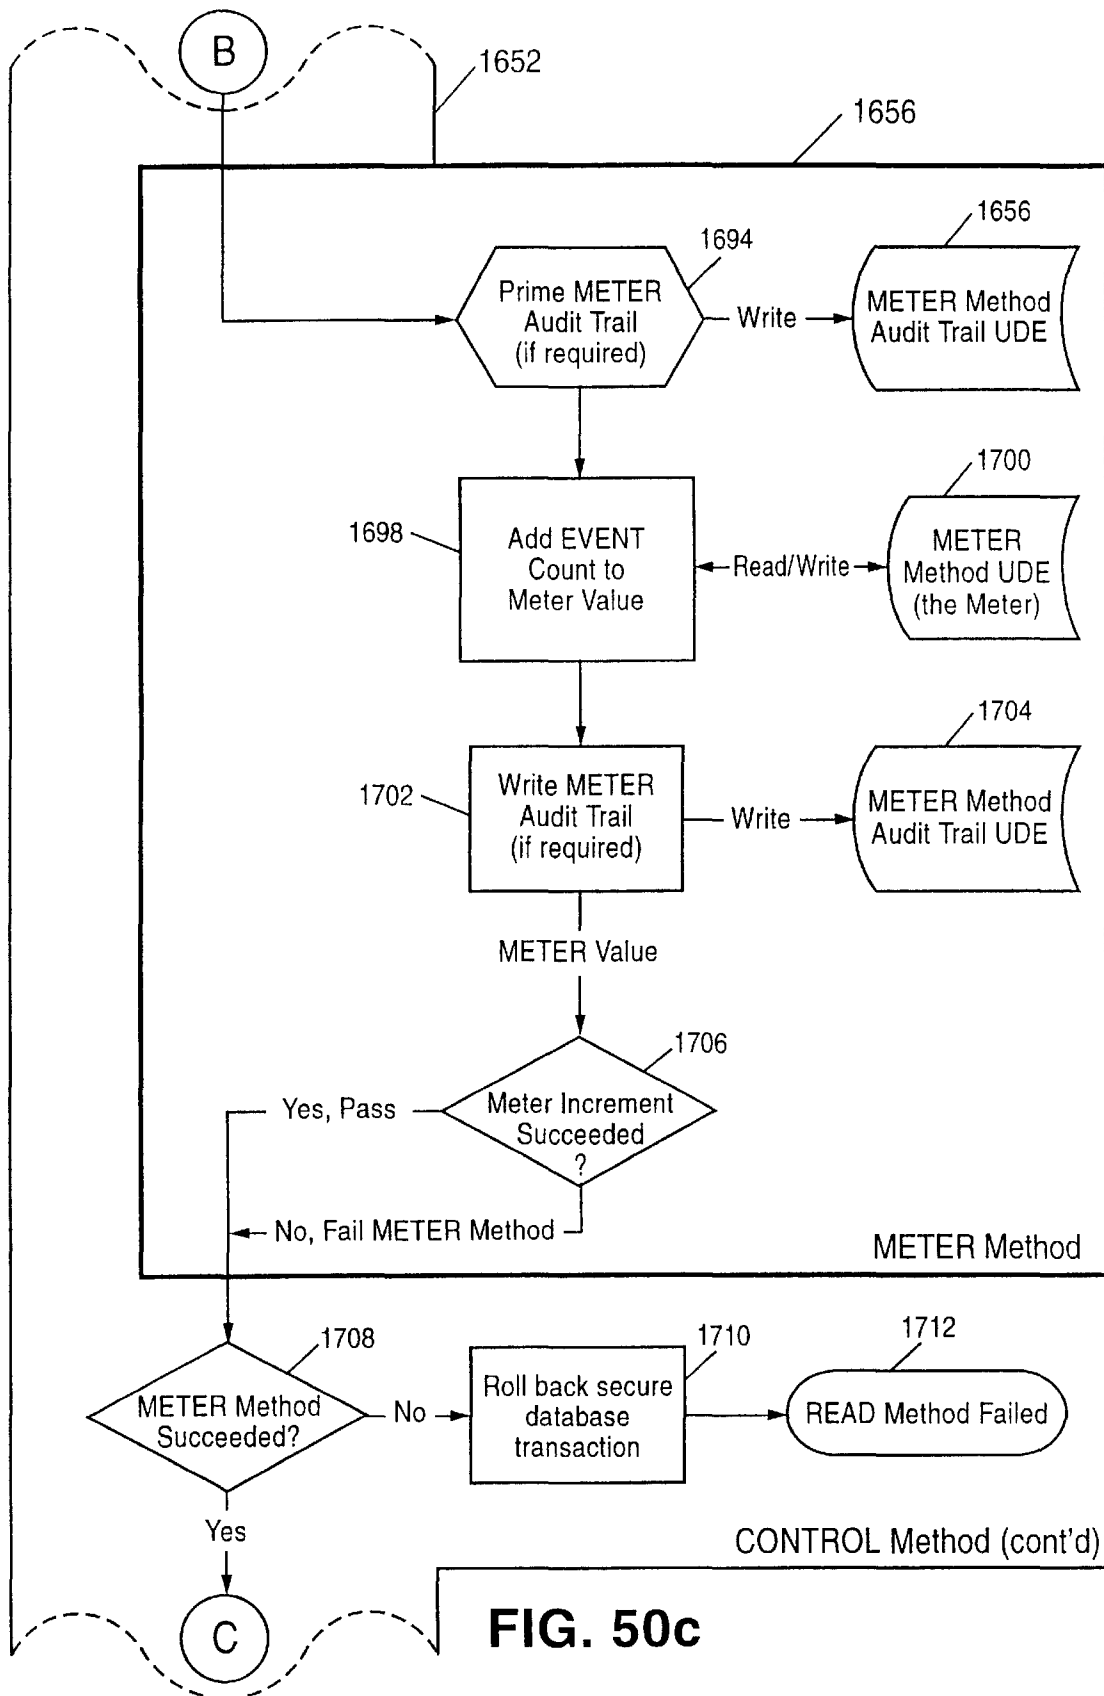 B
1652
1656
1694
1656
Prime METER
Audit Trail
(if required)
Write
METER Method
Audit Trail UDE
1700
1698
Add EVENT
Count to
Meter Value
Read/Write
METER
Method UDE
(the Meter)
1704
1702
Write METER
Audit Trail
(if required)
Write
METER Method
Audit Trail UDE
METER Value
1706
Yes, Pass
Meter Increment
Succeeded
?
No, Fail METER Method
METER Method
1708
1710
1712
METER Method
Succeeded?
No
Roll back secure
database
transaction
READ Method Failed
Yes
CONTROL Method (cont'd)
C
FIG. 50c